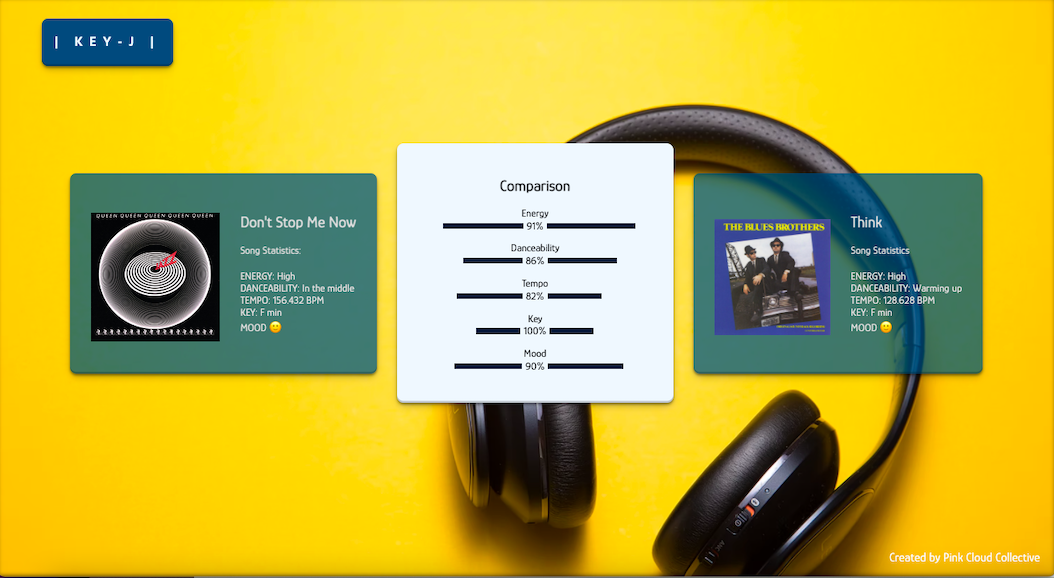 | KEY-J |
QUEEN QUEEN QUEEN QUEEN QUEEN QUEEN
Don't Stop Me Now
Song Statistics:
ENERGY: High
DANCEABILITY: In the middle
TEMPO: 156.432 BPM
KEY: F min
MOOD 🙂
Comparison
Energy
91%
Danceability
86%
Tempo
82%
Key
100%
Mood
90%
THE BLUES BROTHERS
Think
Song Statistics
ENERGY: High
DANCEABILITY: Warming up
TEMPO: 128.628 BPM
KEY: F min
MOOD 🙂
Created by Pink Cloud Collective